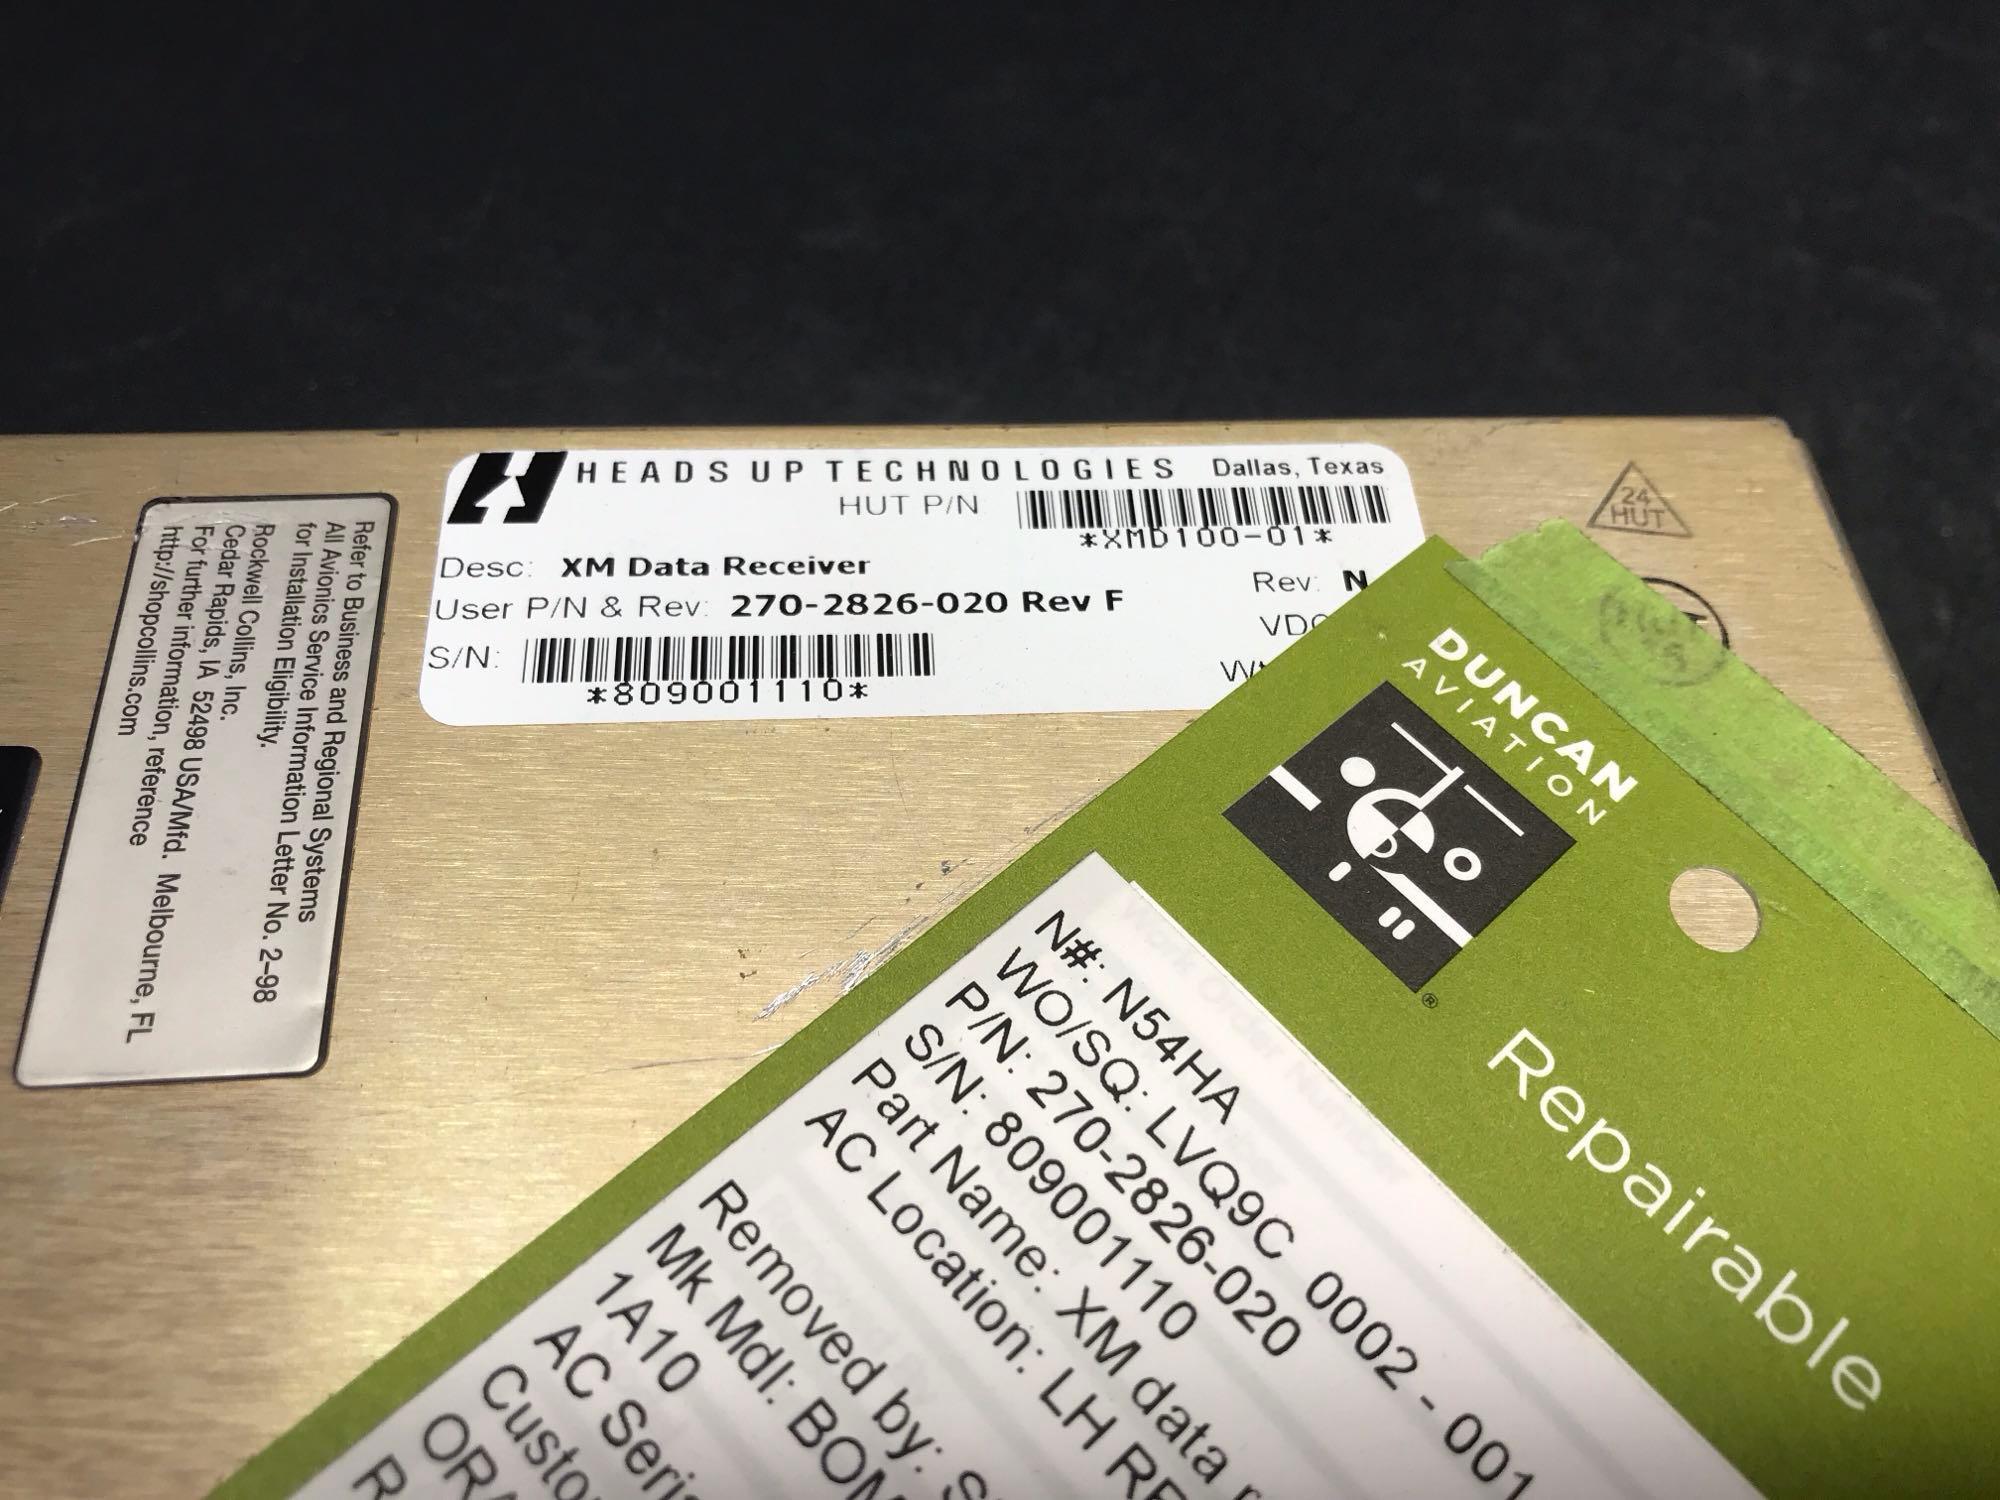 HEADS UP TECHNOLOGIES Dallas, Texas
HUT P/N
*XMD100-01*
Desc: XM Data Receiver
Rev: N
User P/N & Rev: 270-2826-020 Rev F
S/N:
*809001110*
24
HUT
Refer to Business and Regional Systems
All Avionics Service Information Letter No. 2-98
for Installation Eligibility.
Rockwell Collins, Inc.
Cedar Rapids, IA 52498 USA/Mfd. Melbourne, FL
For further information, reference
http://shopcollins.com
DUNCAN
AVIATION
®
Repairable
N#: N54HA
WO/SQ: LVQ9C 0002 - 001
P/N: 270-2826-020
S/N: 809001110
Part Name: XM data
AC Location: LH
Removed by:
Mk Mdl:
1A10
AC